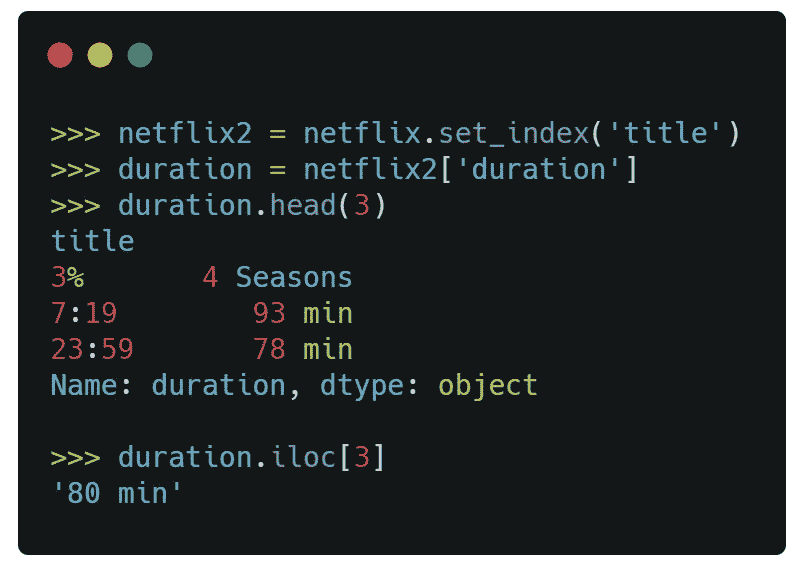 >>> netflix2 = netflix.set_index('title')
>>> duration = netflix2['duration']
>>> duration.head(3)
title
3%       4 Seasons
7:19        93 min
23:59       78 min
Name: duration, dtype: object
>>> duration.iloc[3]
'80 min'